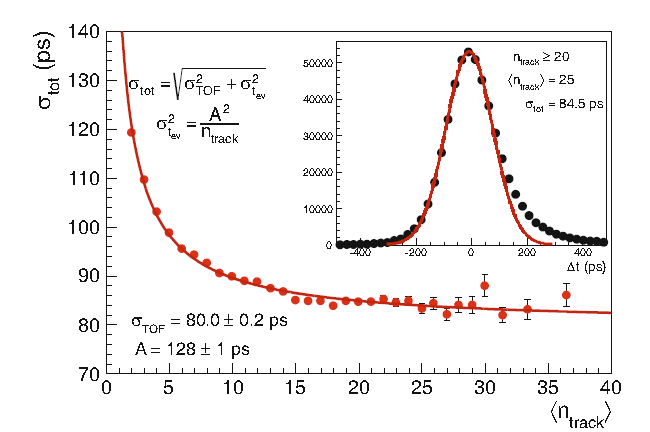 σ_tot (ps)
140
130
120
110
100
90
80
70
σ_tot = √(σ²_TOF + σ²_t_ev)
σ²_t_ev = A² / n_track
σ_TOF = 80.0 ± 0.2 ps
A = 128 ± 1 ps
50000
40000
30000
20000
10000
0
n_track ≥ 20
⟨n_track⟩ = 25
σ_tot = 84.5 ps
-400 -200 0 200 400
Δt (ps)
0 5 10 15 20 25 30 35 40
⟨n_track⟩